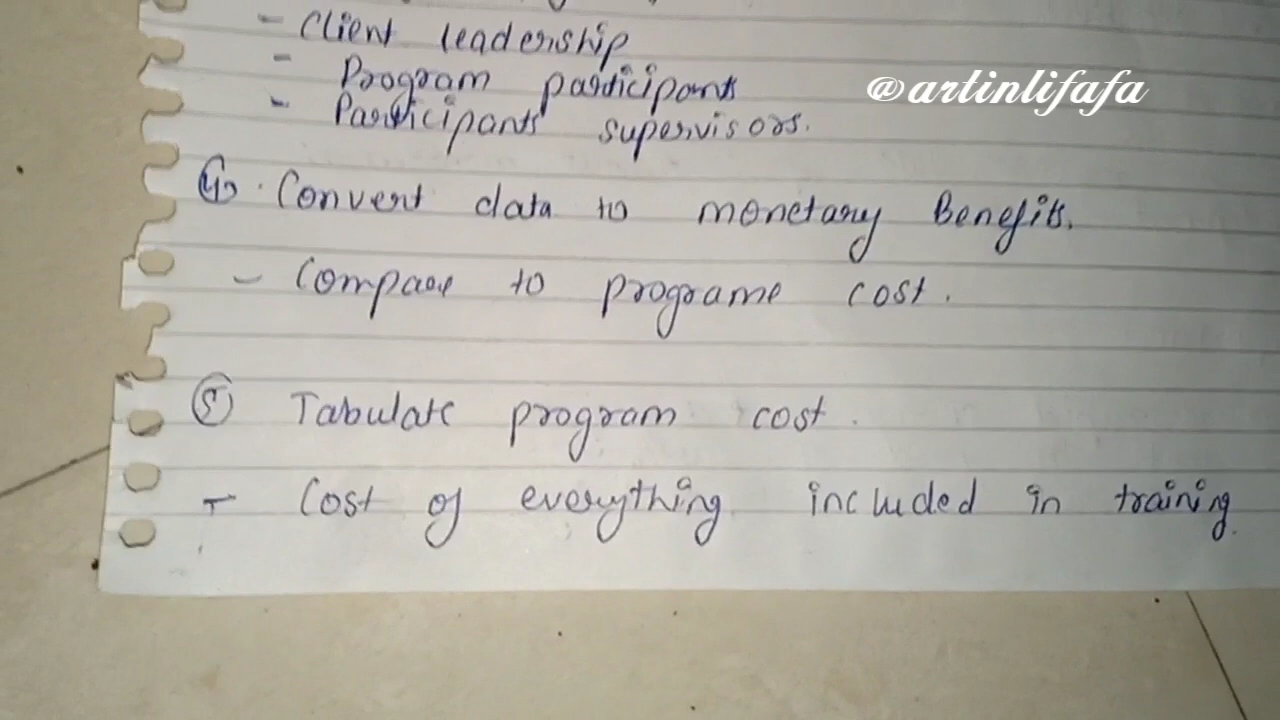 - Client leadership
- Program participants
@artinlifafa
- Participants supervisors.
④ . Convert data to monetary Benefits.
- Compare to programe cost.
⑤ Tabulate program cost.
- Cost of everything included in training.